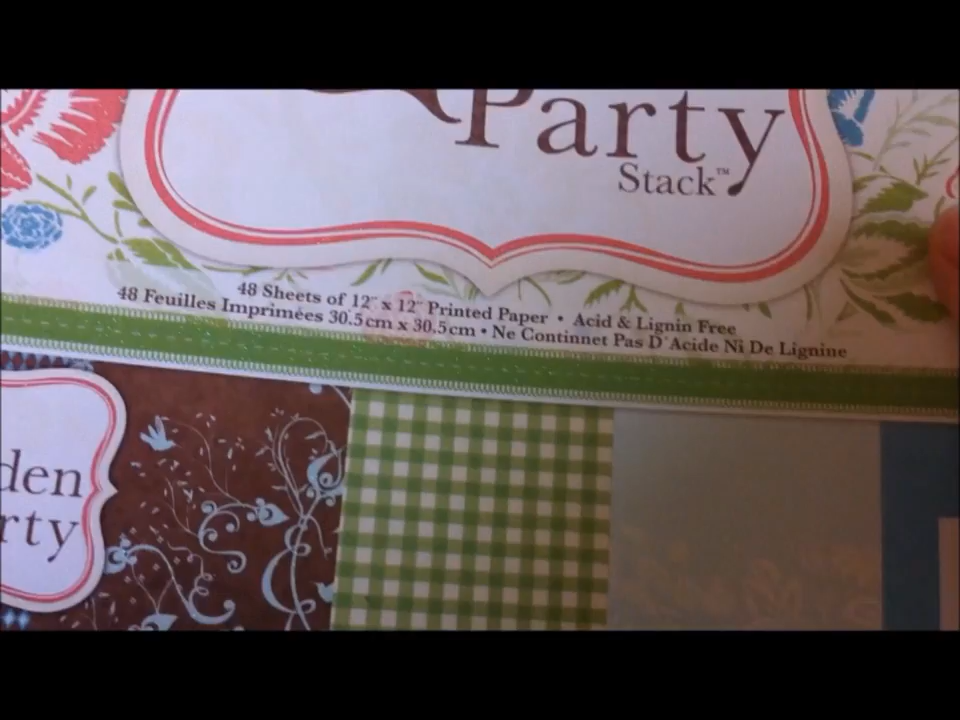 Party
Stack™
48 Sheets of 12" x 12" Printed Paper • Acid & Lignin Free
48 Feuilles Imprimées 30.5cm x 30.5cm • Ne Continnet Pas D'Acide Ni De Lignine
den
rty